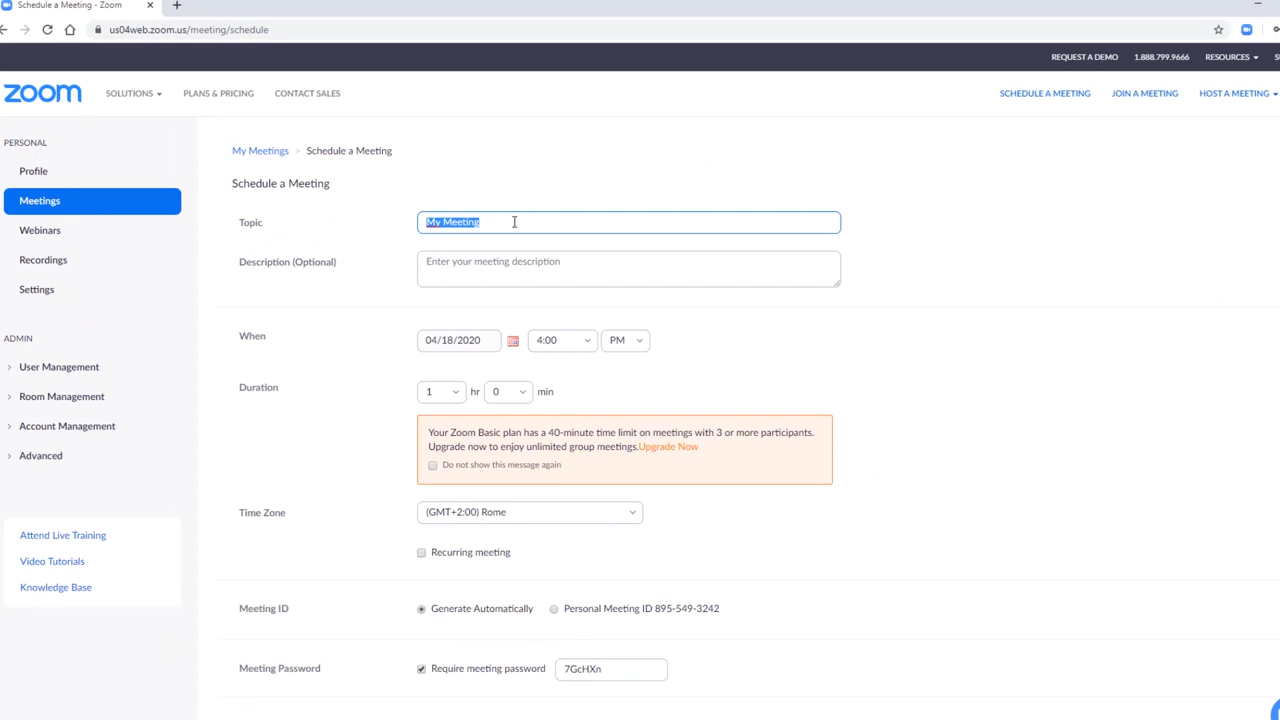 Schedule a Meeting - Zoom
us04web.zoom.us/meeting/schedule
REQUEST A DEMO 1.888.799.9666 RESOURCES
zoom SOLUTIONS PLANS & PRICING CONTACT SALES SCHEDULE A MEETING JOIN A MEETING HOST A MEETING
PERSONAL
Profile
Meetings
Webinars
Recordings
Settings
ADMIN
User Management
Room Management
Account Management
Advanced
Attend Live Training
Video Tutorials
Knowledge Base
My Meetings > Schedule a Meeting
Schedule a Meeting
Topic My Meeting
Description (Optional) Enter your meeting description
When 04/18/2020 4:00 PM
Duration 1 hr 0 min
Your Zoom Basic plan has a 40-minute time limit on meetings with 3 or more participants.
Upgrade now to enjoy unlimited group meetings.Upgrade Now
Do not show this message again
Time Zone (GMT+2:00) Rome
Recurring meeting
Meeting ID Generate Automatically Personal Meeting ID 895-549-3242
Meeting Password Require meeting password 7GcHXn